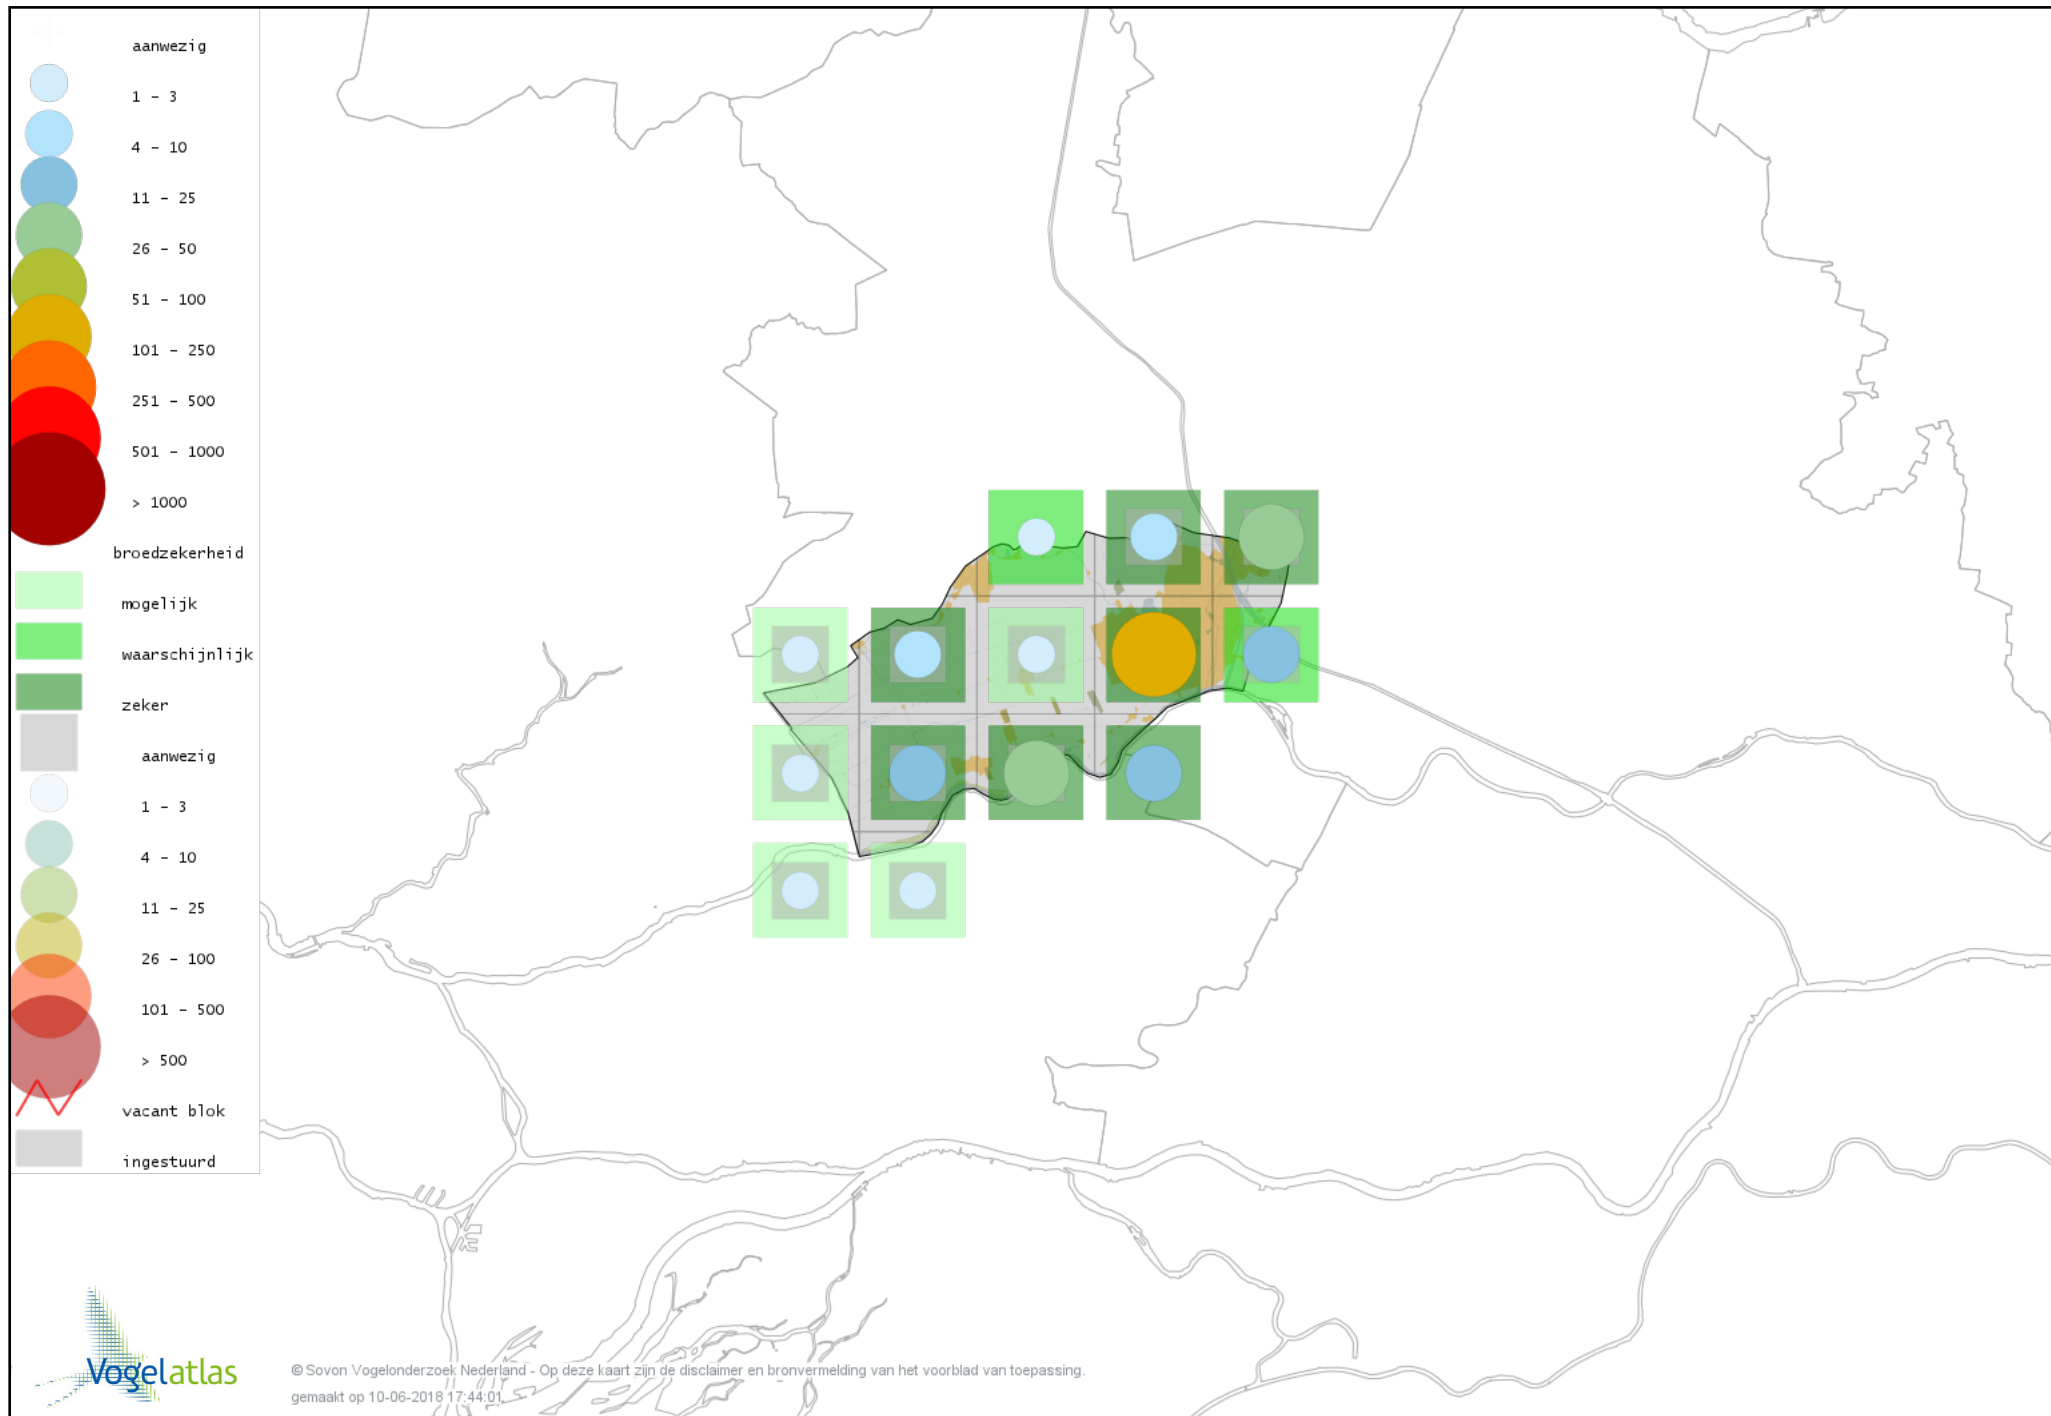 aanwezig
1 - 3
4 - 10
11 - 25
26 - 50
51 - 100
101 - 250
251 - 500
501 - 1000
> 1000
broedzekerheid
mogelijk
waarschijnlijk
zeker
aanwezig
1 - 3
4 - 10
11 - 25
26 - 100
101 - 500
> 500
vacant blok
ingestuurd
Vogelatlas
© Sovon Vogelonderzoek Nederland - Op deze kaart zijn de disclaimer en bronvermelding van het voorblad van toepassing.
gemaakt op 10-06-2018 17:44:01